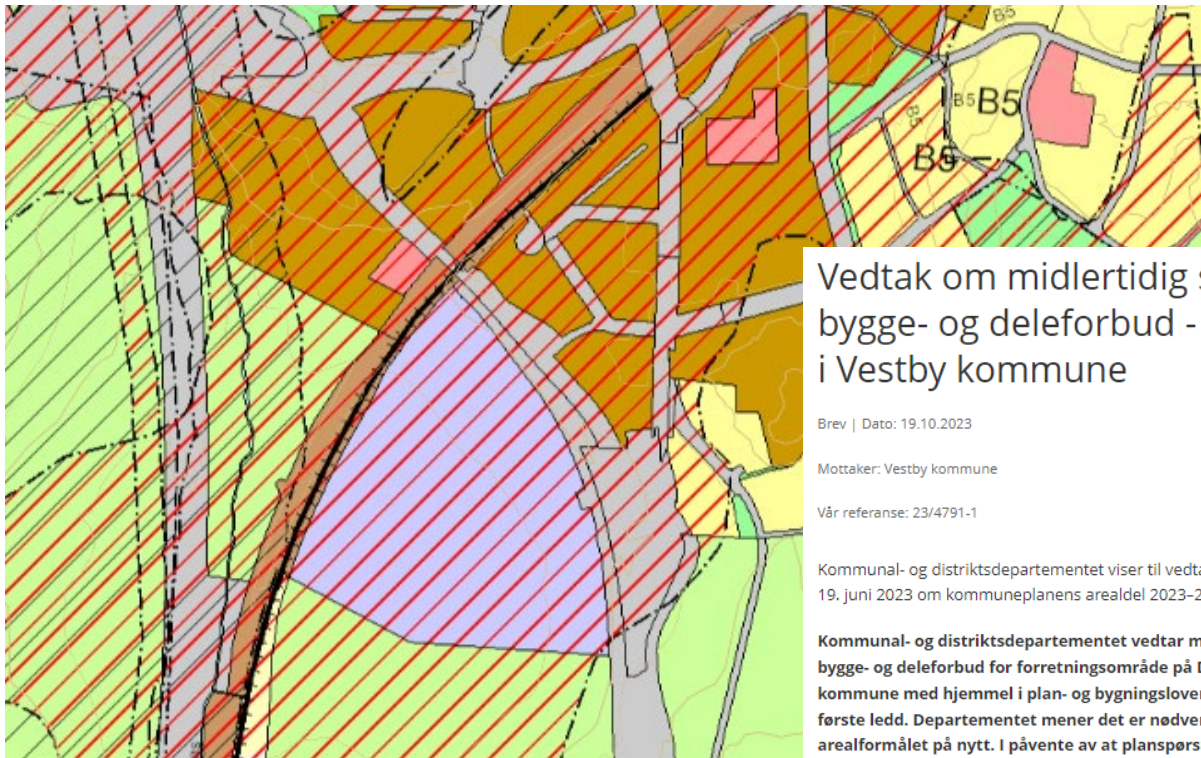 B5
B5
B5
B5
B5
Vedtak om midlertidig
bygge- og deleforbud -
i Vestby kommune
Brev | Dato: 19.10.2023
Mottaker: Vestby kommune
Vår referanse: 23/4791-1
Kommunal- og distriktsdepartementet viser til
19. juni 2023 om kommuneplanens arealdel
Kommunal- og distriktsdepartementet vedtar
bygge- og deleforbud for forretningsområde på
kommune med hjemmel i plan- og
første ledd. Departementet mener det er
arealformålet på nytt. I påvente av at